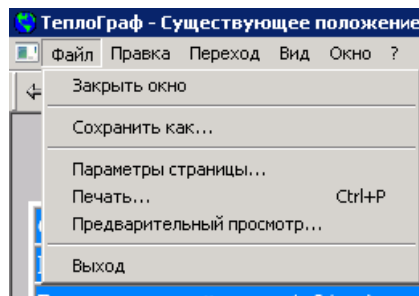 ТеплоГраф - Существующее положение
Файл Правка Переход Вид Окно ?
Закрыть окно
Сохранить как...
Параметры страницы...
Печать... Ctrl+P
Предварительный просмотр...
Выход